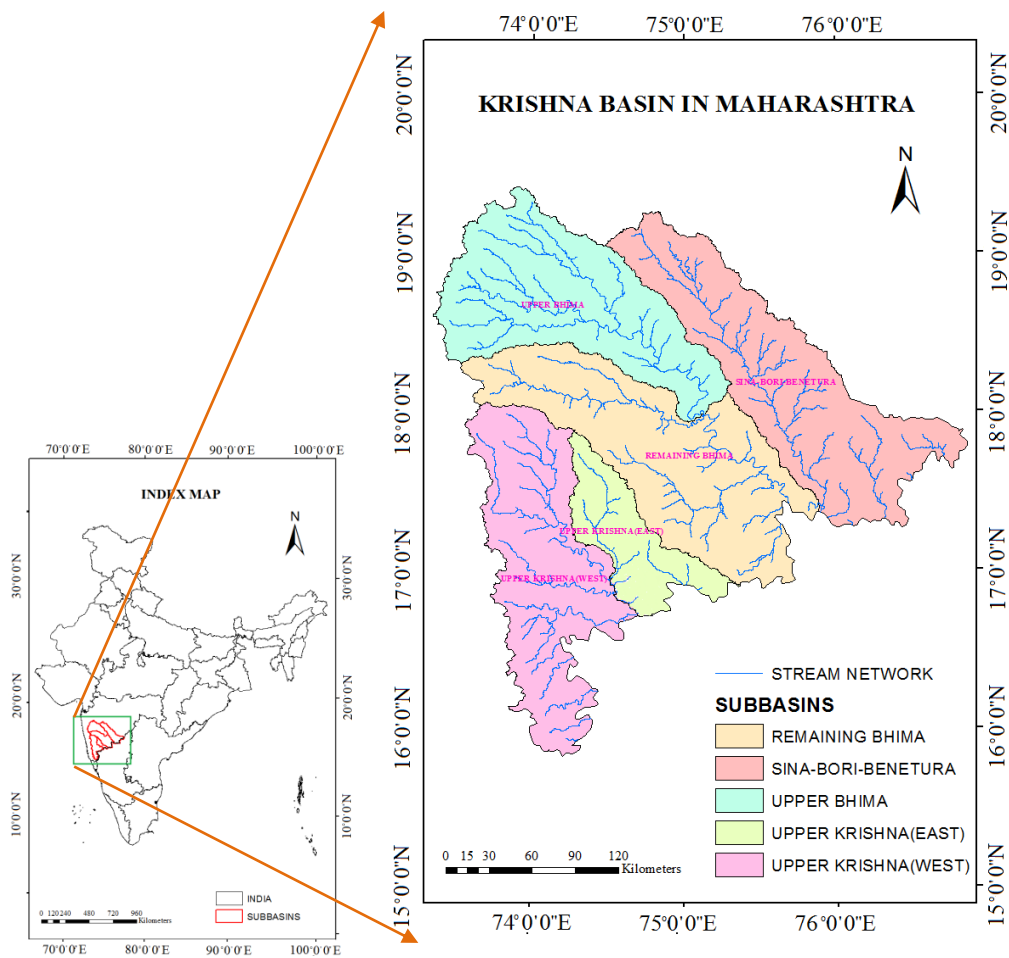 74°0'0"E 75°0'0"E 76°0'0"E
KRISHNA BASIN IN MAHARASHTRA
N
20°0'0"N 20°0'0"N
19°0'0"N 19°0'0"N
18°0'0"N 18°0'0"N
17°0'0"N 17°0'0"N
16°0'0"N 16°0'0"N
15°0'0"N 15°0'0"N
UPPER BHIMA
SINA-BORI-BENETURA
REMAINING BHIMA
UPPER KRISHNA(EAST)
UPPER KRISHNA(WEST)
STREAM NETWORK
SUBBASINS
REMAINING BHIMA
SINA-BORI-BENETURA
UPPER BHIMA
UPPER KRISHNA(EAST)
UPPER KRISHNA(WEST)
0 15 30 60 90 120
Kilometers
74°0'0"E 75°0'0"E 76°0'0"E
70°0'0"E 80°0'0"E 90°0'0"E 100°0'0"E
INDEX MAP
N
30°0'0"N 30°0'0"N
20°0'0"N 20°0'0"N
10°0'0"N 10°0'0"N
INDIA
SUBBASINS
0 120 240 480 720 960
Kilometers
70°0'0"E 80°0'0"E 90°0'0"E 100°0'0"E